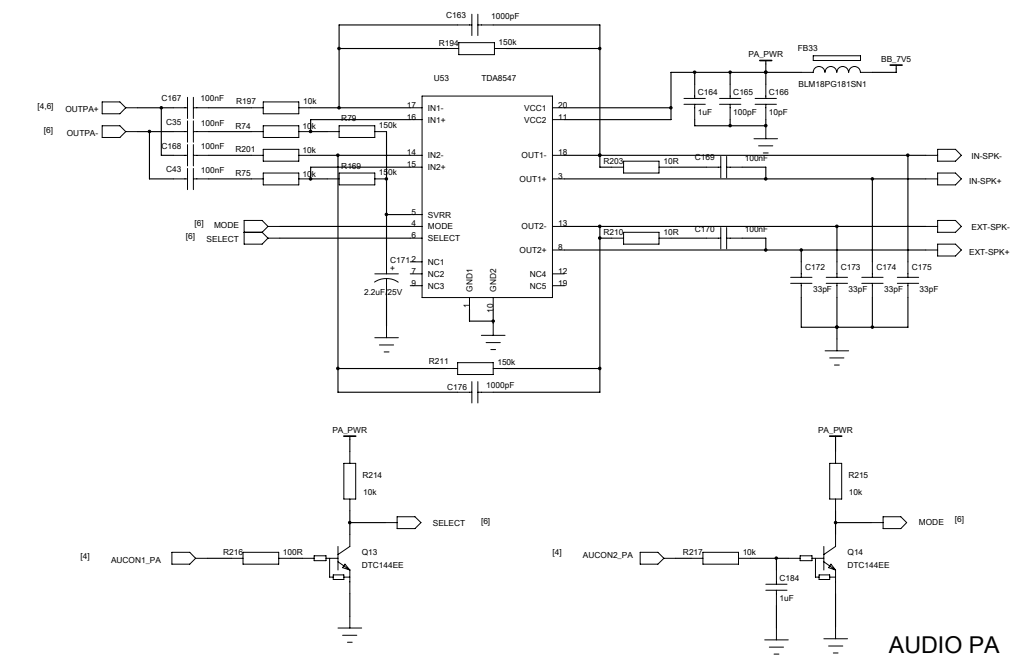 C163 1000pF
R194 150k
U53 TDA8547
PA_PWR
FB33
BB_7V5
BLM18PG181SN1
C164
1uF
C165
100pF
C166
10pF
[4,6] OUTPA+
C167 100nF R197 10k
[6] OUTPA-
C35 100nF R74 10k R79 150k
C168 100nF R201 10k
C43 100nF R75 10k R169 150k
17 IN1-
16 IN1+
14 IN2-
15 IN2+
5 SVRR
4 MODE
6 SELECT
2 NC1
7 NC2
9 NC3
VCC1 20
VCC2 11
OUT1- 18
OUT1+ 3
OUT2- 13
OUT2+ 8
NC4 12
NC5 19
GND1
1
GND2
10
[6] MODE
[6] SELECT
C171
+
2.2uF/25V
R203 10R C169 100nF
IN-SPK-
IN-SPK+
R210 10R C170 100nF
EXT-SPK-
EXT-SPK+
C172
33pF
C173
33pF
C174
33pF
C175
33pF
R211 150k
C176 1000pF
PA_PWR
R214
10k
SELECT [6]
[4] AUCON1_PA
R216 100R
Q13
DTC144EE
PA_PWR
R215
10k
MODE [6]
[4] AUCON2_PA
R217 10k
Q14
DTC144EE
C184
1uF
AUDIO PA